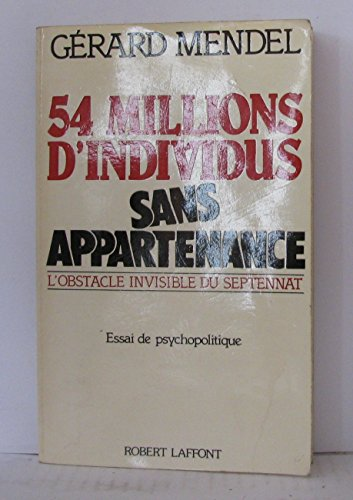 GÉRARD MENDEL
54 MILLIONS
D'INDIVIDUS
SANS
APPARTENANCE
L'OBSTACLE INVISIBLE DU SEPTENNAT
Essai de psychopolitique
ROBERT LAFFONT